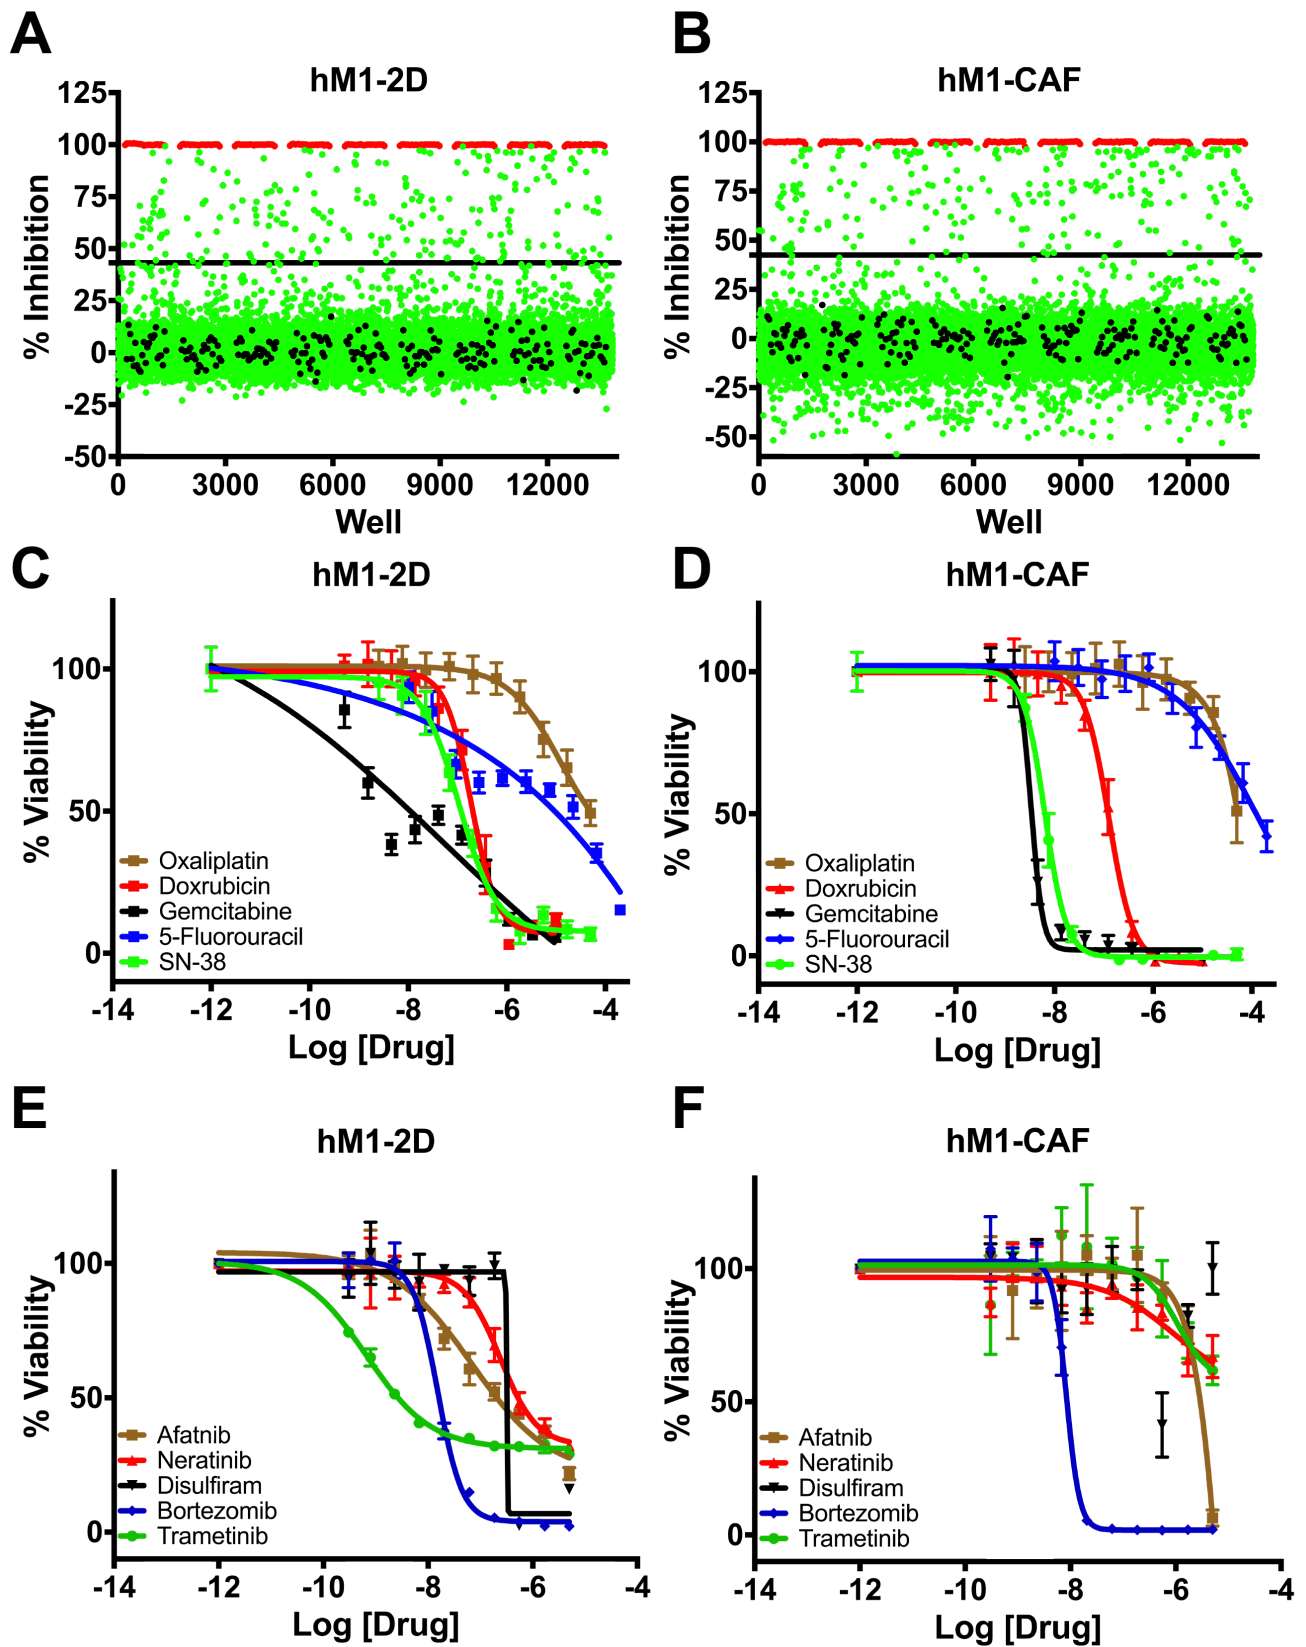 A
hM1-2D
% Inhibition
125
100
75
50
25
0
-25
-50
0 3000 6000 9000 12000
Well
B
hM1-CAF
% Inhibition
125
100
75
50
25
0
-25
-50
0 3000 6000 9000 12000
Well
C
hM1-2D
% Viability
100
50
0
Oxaliplatin
Doxrubicin
Gemcitabine
5-Fluorouracil
SN-38
-14 -12 -10 -8 -6 -4
Log [Drug]
D
hM1-CAF
% Viability
100
50
0
Oxaliplatin
Doxrubicin
Gemcitabine
5-Fluorouracil
SN-38
-14 -12 -10 -8 -6 -4
Log [Drug]
E
hM1-2D
% Viability
100
50
0
Afatnib
Neratinib
Disulfiram
Bortezomib
Trametinib
-14 -12 -10 -8 -6 -4
Log [Drug]
F
hM1-CAF
% Viability
100
50
0
Afatnib
Neratinib
Disulfiram
Bortezomib
Trametinib
-14 -12 -10 -8 -6 -4
Log [Drug]